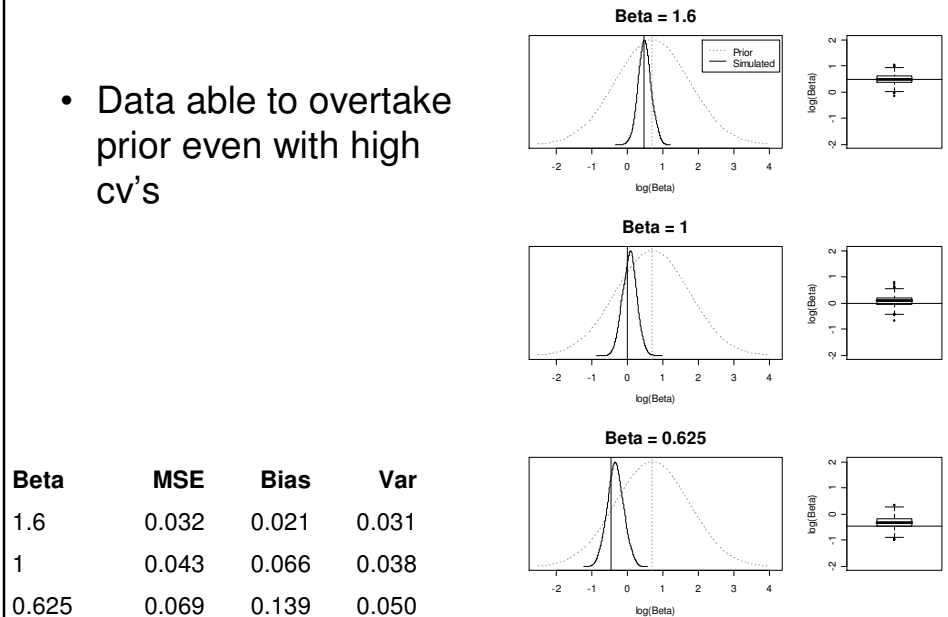 • Data able to overtake
prior even with high
cv's
Beta MSE Bias Var
1.6 0.032 0.021 0.031
1 0.043 0.066 0.038
0.625 0.069 0.139 0.050
Beta = 1.6
Prior
Simulated
-2 -1 0 1 2 3 4
log(Beta)
log(Beta)
-2 -1 0 1 2
Beta = 1
-2 -1 0 1 2 3 4
log(Beta)
log(Beta)
-2 -1 0 1 2
Beta = 0.625
-2 -1 0 1 2 3 4
log(Beta)
log(Beta)
-2 -1 0 1 2